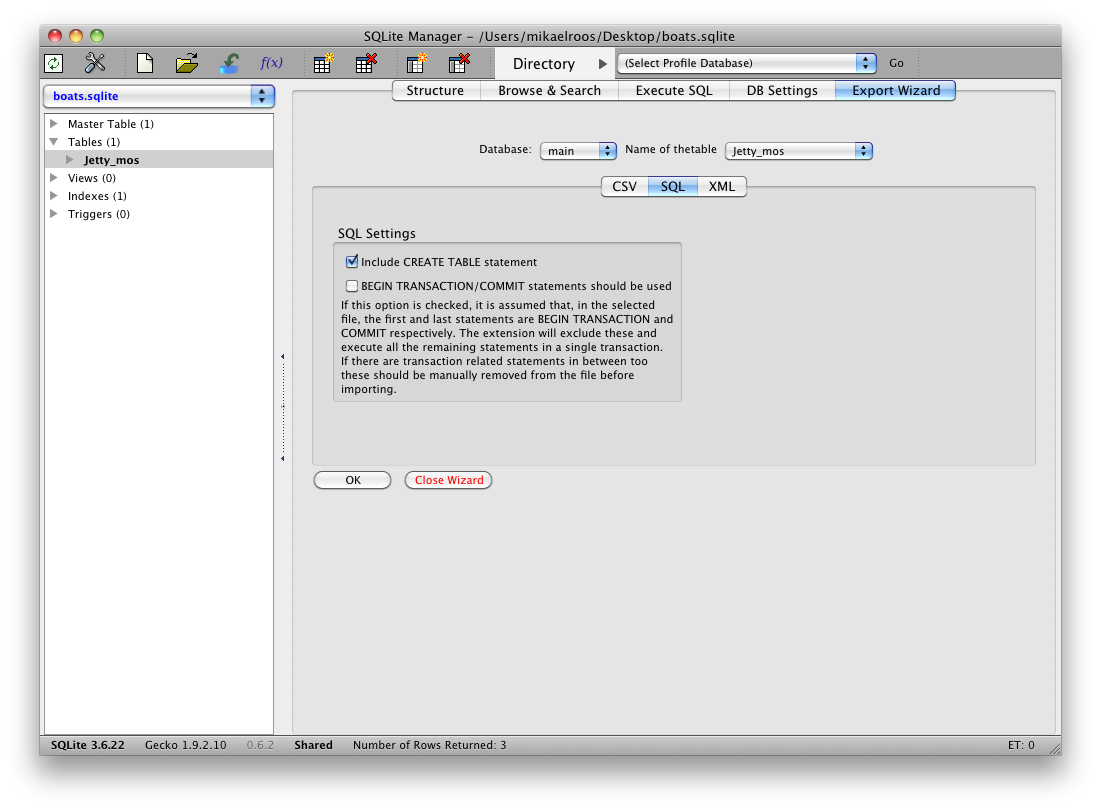 SQLite Manager - /Users/mikaelroos/Desktop/boats.sqlite
f(x)
Directory
(Select Profile Database)
Go
boats.sqlite
Master Table (1)
Tables (1)
Jetty_mos
Views (0)
Indexes (1)
Triggers (0)
Structure
Browse & Search
Execute SQL
DB Settings
Export Wizard
Database:
main
Name of thetable
Jetty_mos
CSV
SQL
XML
SQL Settings
Include CREATE TABLE statement
BEGIN TRANSACTION/COMMIT statements should be used
If this option is checked, it is assumed that, in the selected
file, the first and last statements are BEGIN TRANSACTION and
COMMIT respectively. The extension will exclude these and
execute all the remaining statements in a single transaction.
If there are transaction related statements in between too
these should be manually removed from the file before
importing.
OK
Close Wizard
SQLite 3.6.22
Gecko 1.9.2.10
0.6.2
Shared
Number of Rows Returned: 3
ET: 0